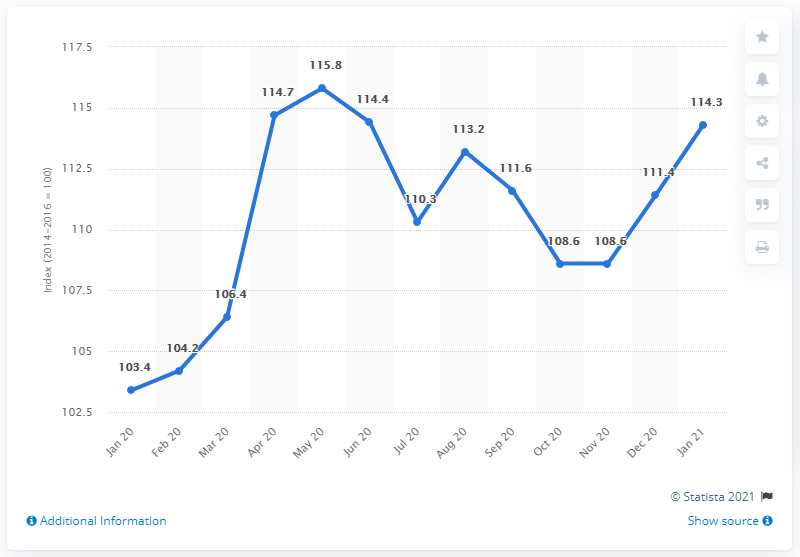 117.5
115
112.5
110
107.5
105
102.5
Index (2014-2016 = 100)
103.4
104.2
106.4
114.7
115.8
114.4
110.3
113.2
111.6
108.6
108.6
111.4
114.3
Jan 20
Feb 20
Mar 20
Apr 20
May 20
Jun 20
Jul 20
Aug 20
Sep 20
Oct 20
Nov 20
Dec 20
Jan 21
© Statista 2021
Additional Information
Show source